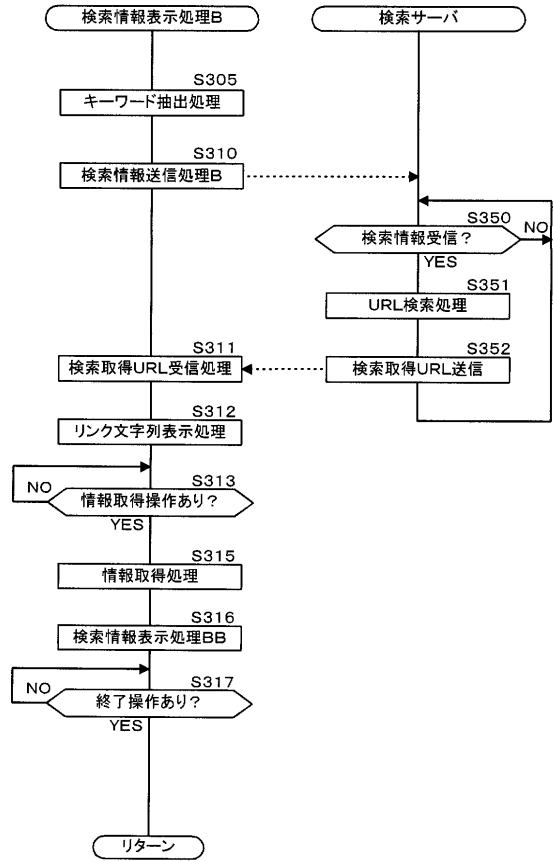 検索情報表示処理B
検索サーバ
S305
キーワード抽出処理
S310
検索情報送信処理B
S350
検索情報受信？
NO
YES
S351
URL検索処理
S311
検索取得URL受信処理
S352
検索取得URL送信
S312
リンク文字列表示処理
S313
NO
情報取得操作あり？
YES
S315
情報取得処理
S316
検索情報表示処理BB
S317
NO
終了操作あり？
YES
リターン